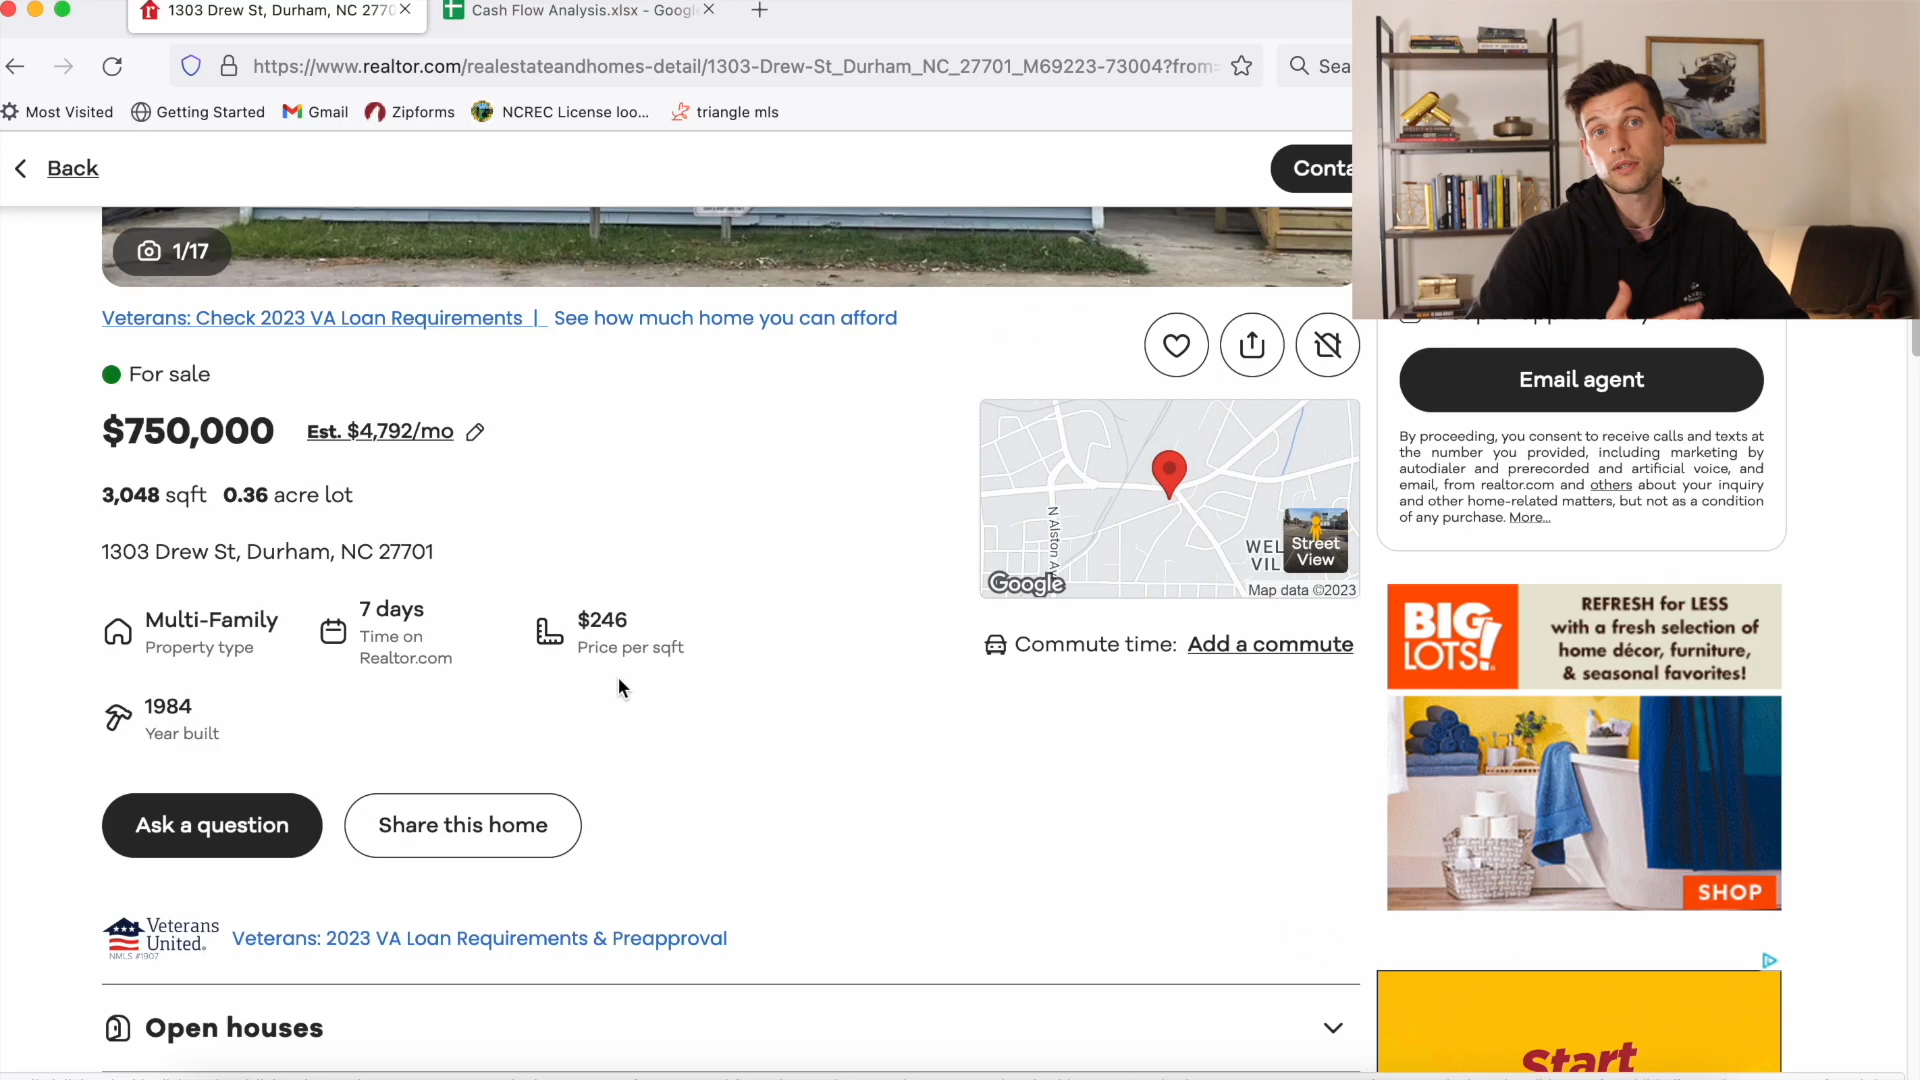 1303 Drew St, Durham, NC 2770
Cash Flow Analysis.xlsx - Googl
https://www.realtor.com/realestateandhomes-detail/1303-Drew-St_Durham_NC_27701_M69223-73004?from=
Sea
Most Visited
Getting Started
Gmail
Zipforms
NCREC License loo...
triangle mls
Back
Conta
1/17
Veterans: Check 2023 VA Loan Requirements | See how much home you can afford
For sale
$750,000
Est. $4,792/mo
3,048 sqft 0.36 acre lot
1303 Drew St, Durham, NC 27701
Multi-Family
Property type
7 days
Time on
Realtor.com
$246
Price per sqft
1984
Year built
N Alston Av
WEL
VIL
Street
View
Google
Map data ©2023
Commute time: Add a commute
Ask a question
Share this home
Veterans
United.
NMLS #1907
Veterans: 2023 VA Loan Requirements & Preapproval
Open houses
Email agent
By proceeding, you consent to receive calls and texts at
the number you provided, including marketing by
autodialer and prerecorded and artificial voice, and
email, from realtor.com and others about your inquiry
and other home-related matters, but not as a condition
of any purchase. More...
BIG
LOTS!
REFRESH for LESS
with a fresh selection of
home décor, furniture,
& seasonal favorites!
SHOP
Start